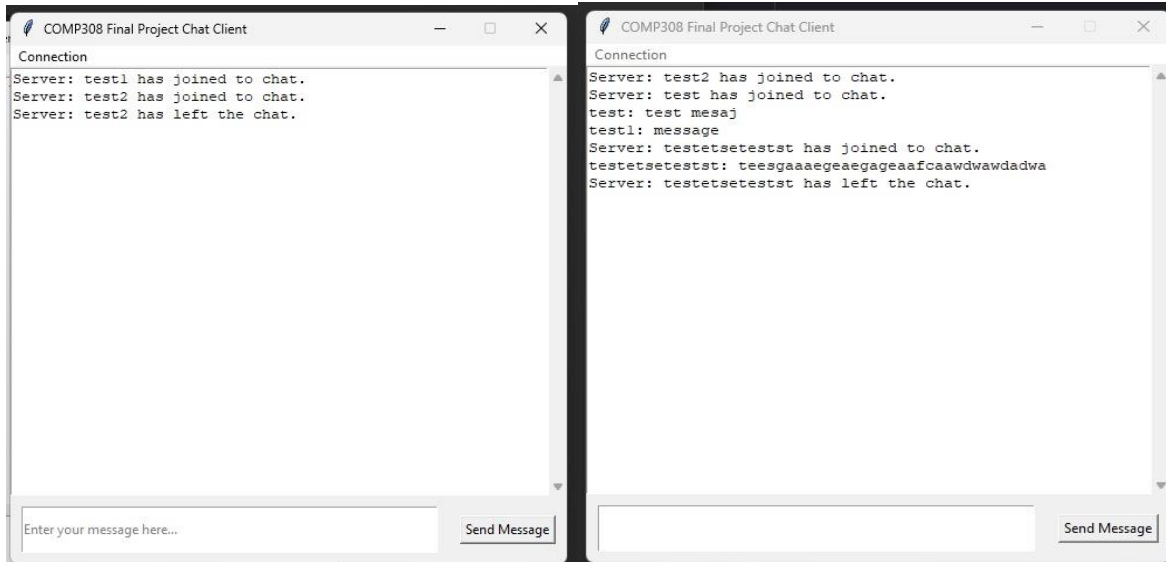 COMP308 Final Project Chat Client
Connection
Server: test1 has joined to chat.
Server: test2 has joined to chat.
Server: test2 has left the chat.
Enter your message here...
Send Message
COMP308 Final Project Chat Client
Connection
Server: test2 has joined to chat.
Server: test has joined to chat.
test: test mesaj
test1: message
Server: testetsetestst has joined to chat.
testetsetestst: teesgaaaegeaegageaafcaawdwawdadwa
Server: testetsetestst has left the chat.
Send Message